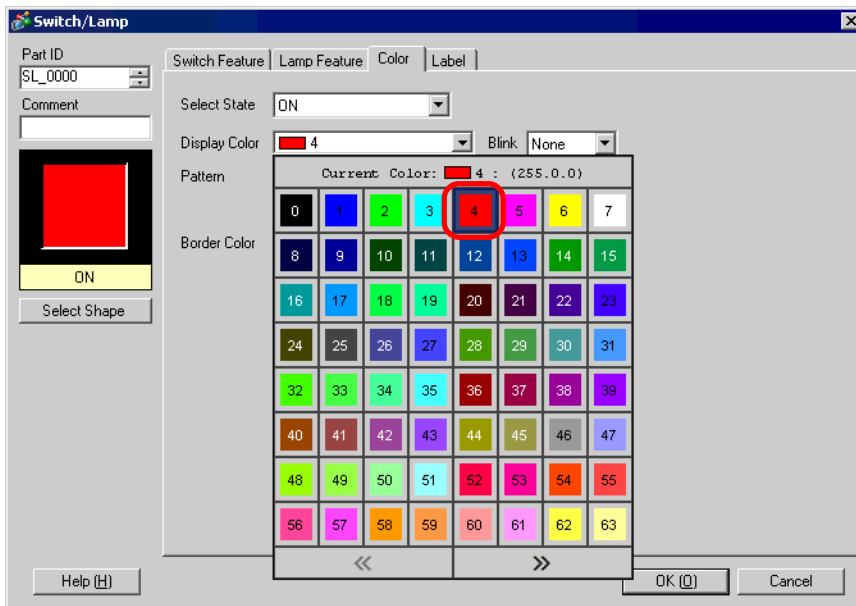 Switch/Lamp
Part ID
SL_0000
Comment
ON
Select Shape
Switch Feature Lamp Feature Color Label
Select State ON
Display Color 4 Blink None
Pattern
Border Color
Current Color: 4 : (255.0.0)
0 1 2 3 4 5 6 7
8 9 10 11 12 13 14 15
16 17 18 19 20 21 22 23
24 25 26 27 28 29 30 31
32 33 34 35 36 37 38 39
40 41 42 43 44 45 46 47
48 49 50 51 52 53 54 55
56 57 58 59 60 61 62 63
« »
Help (H) OK (O) Cancel